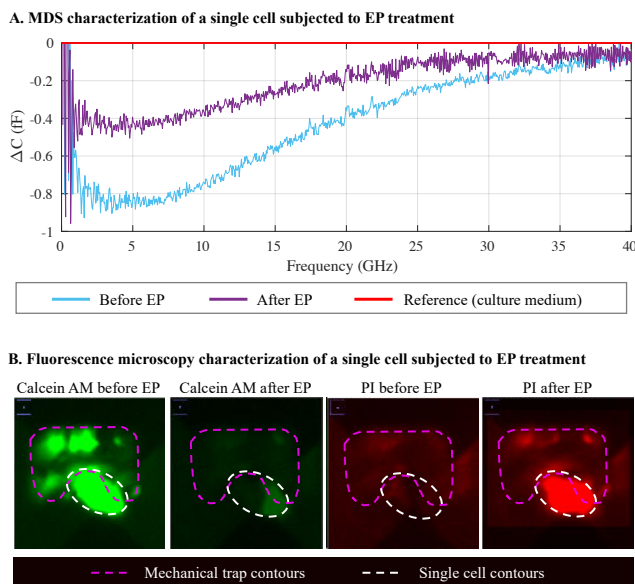 A. MDS characterization of a single cell subjected to EP treatment
0
-0.2
-0.4
-0.6
-0.8
-1
ΔC (fF)
0 5 10 15 20 25 30 35 40
Frequency (GHz)
Before EP After EP Reference (culture medium)
B. Fluorescence microscopy characterization of a single cell subjected to EP treatment
Calcein AM before EP Calcein AM after EP PI before EP PI after EP
Mechanical trap contours Single cell contours